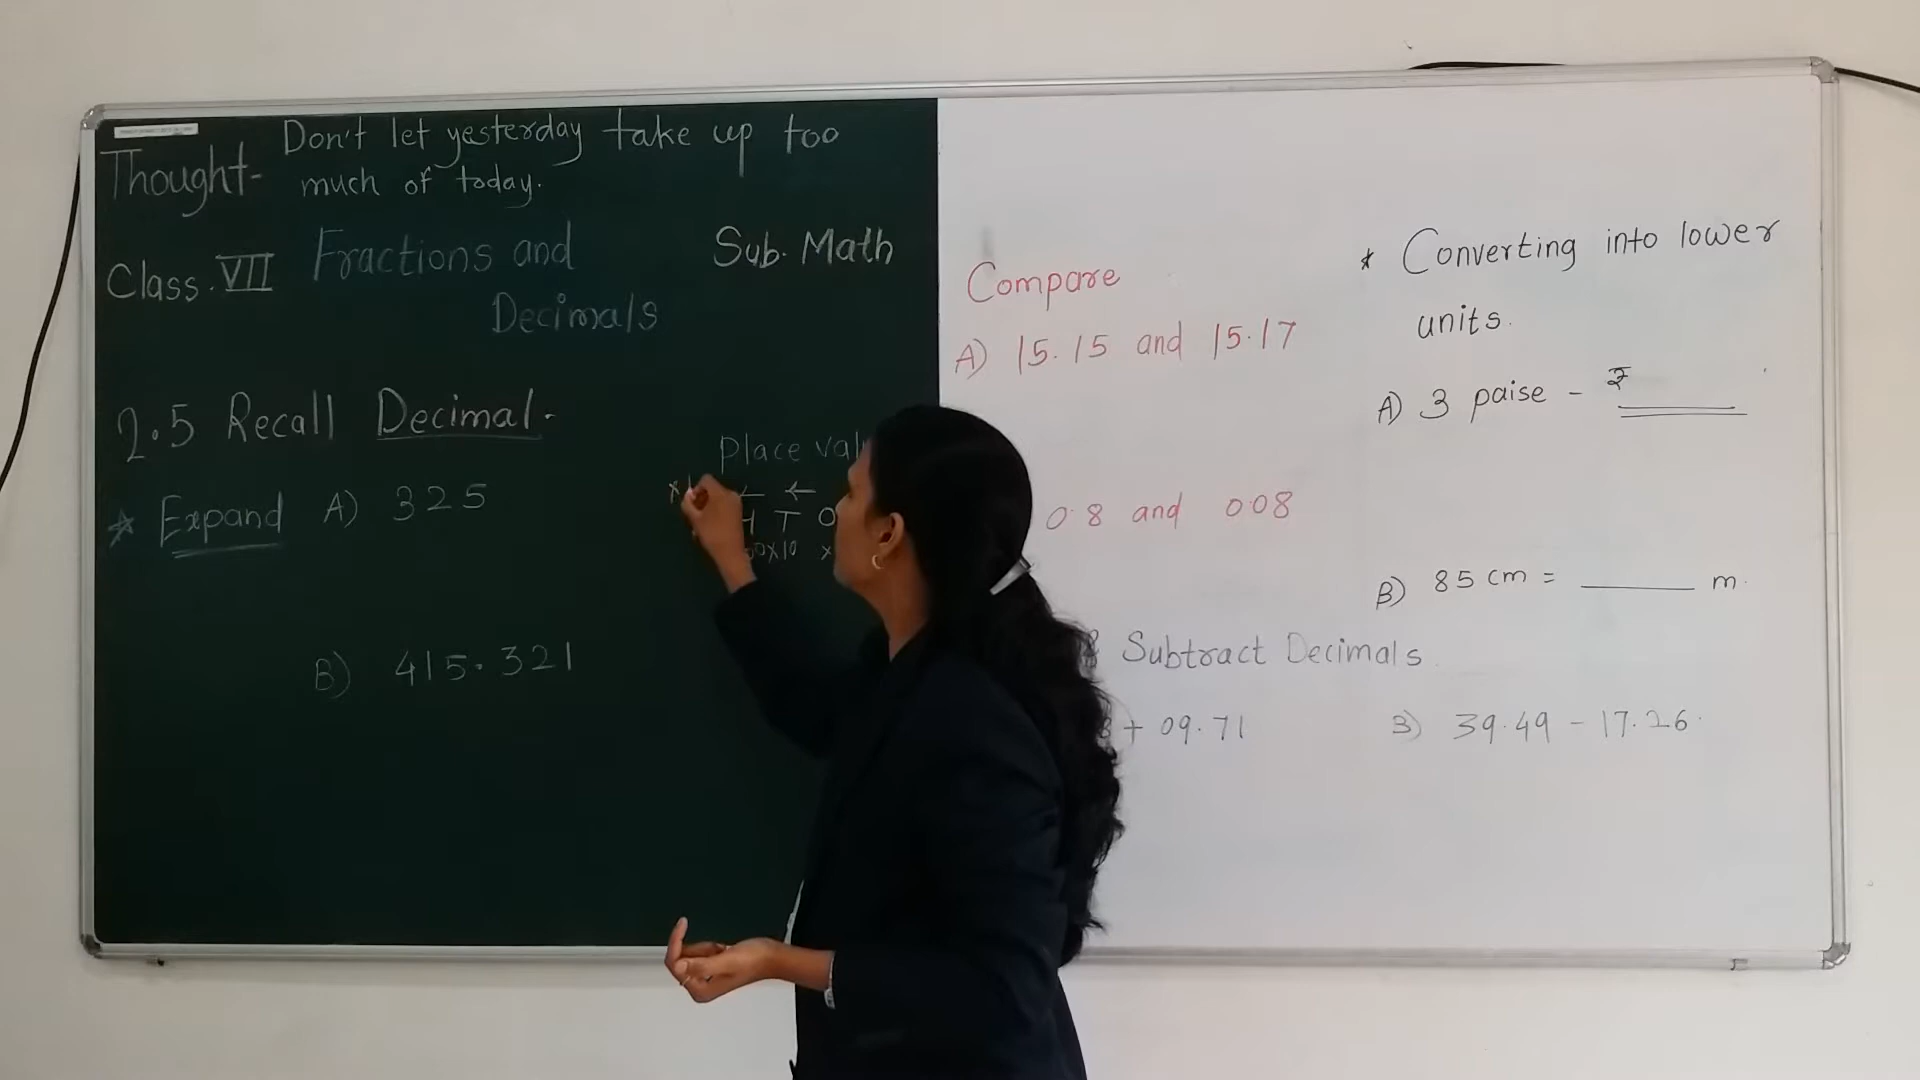 Don't let yesterday take up too
Thought- much of today.
Class. VII Fractions and Sub. Math
Decimals
2.5 Recall Decimal.
* Expand A) 325
B) 415.321
Place
← ←
T O
x10 x
Compare
A) 15.15 and 15.17
0.8 and 0.08
Subtract Decimals
+ 09.71
3) 39.49 - 17.26.
* Converting into lower
units.
A) 3 paise - ₹ ______
B) 85 cm = ______ m.